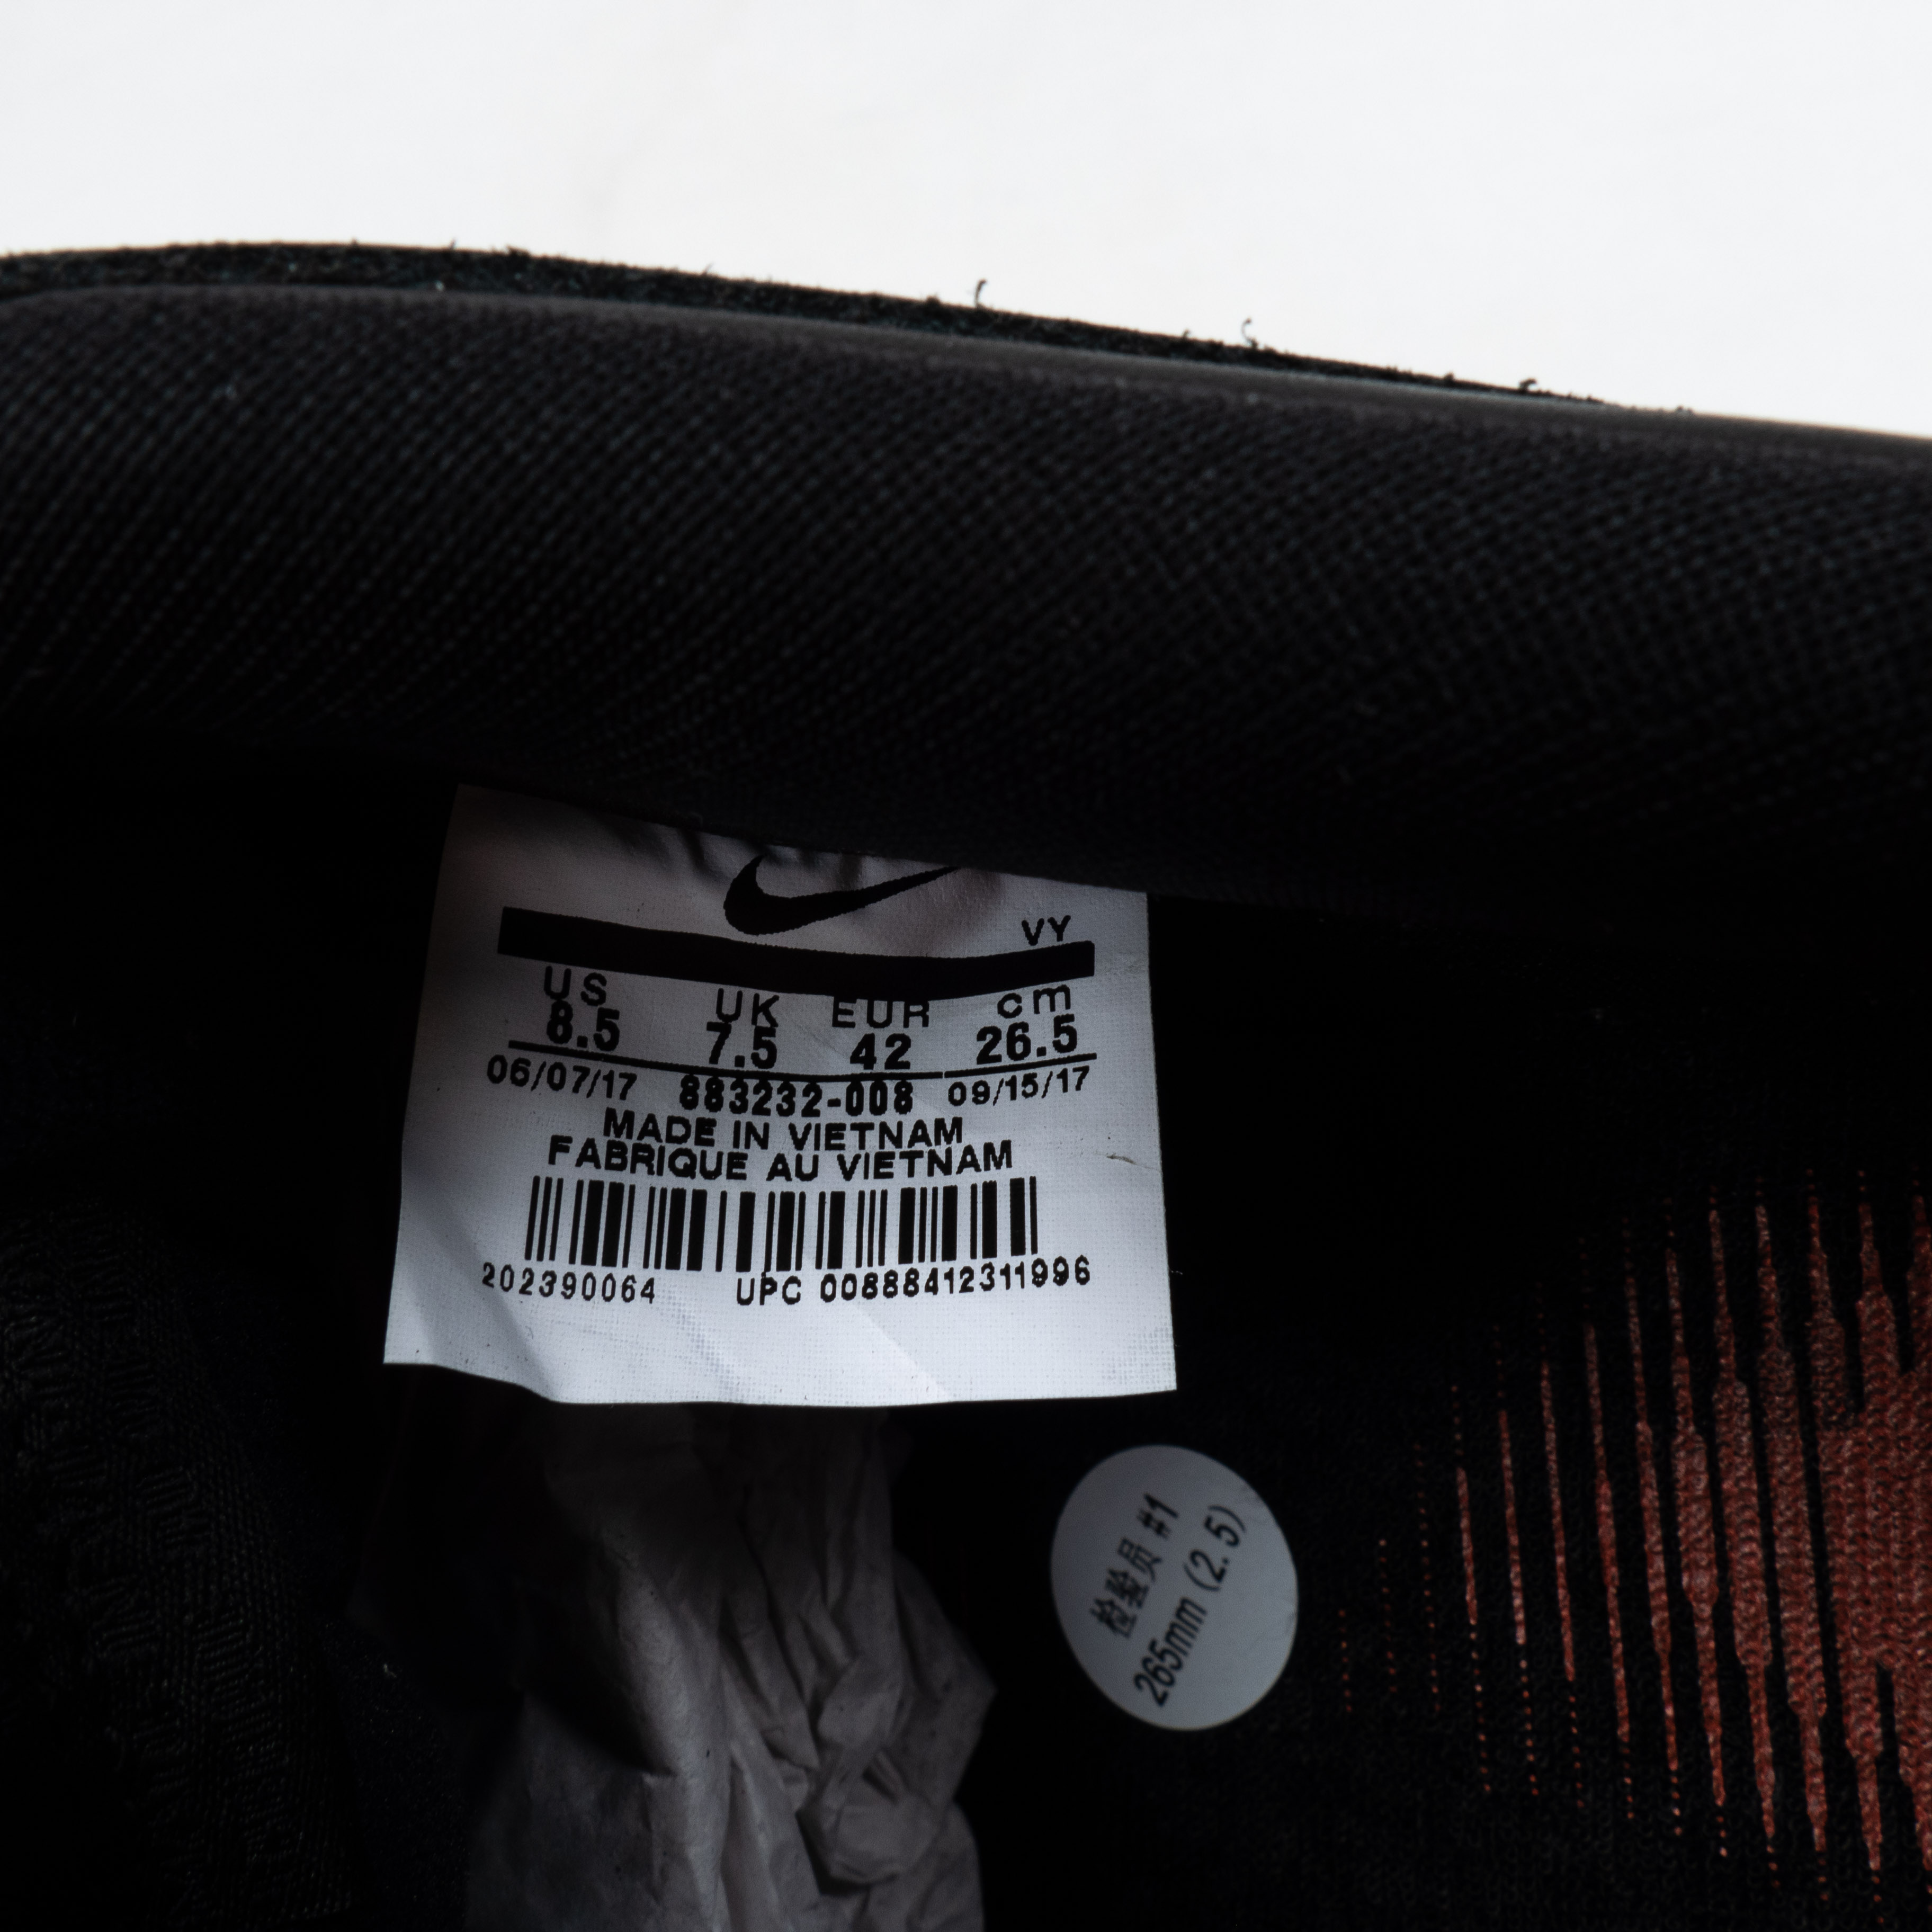 VY
US UK EUR cm
8.5 7.5 42 26.5
06/07/17 883232-008 09/15/17
MADE IN VIETNAM
FABRIQUE AU VIETNAM
202390064 UPC 00888412311996
检验员 #1
265mm (2.5)